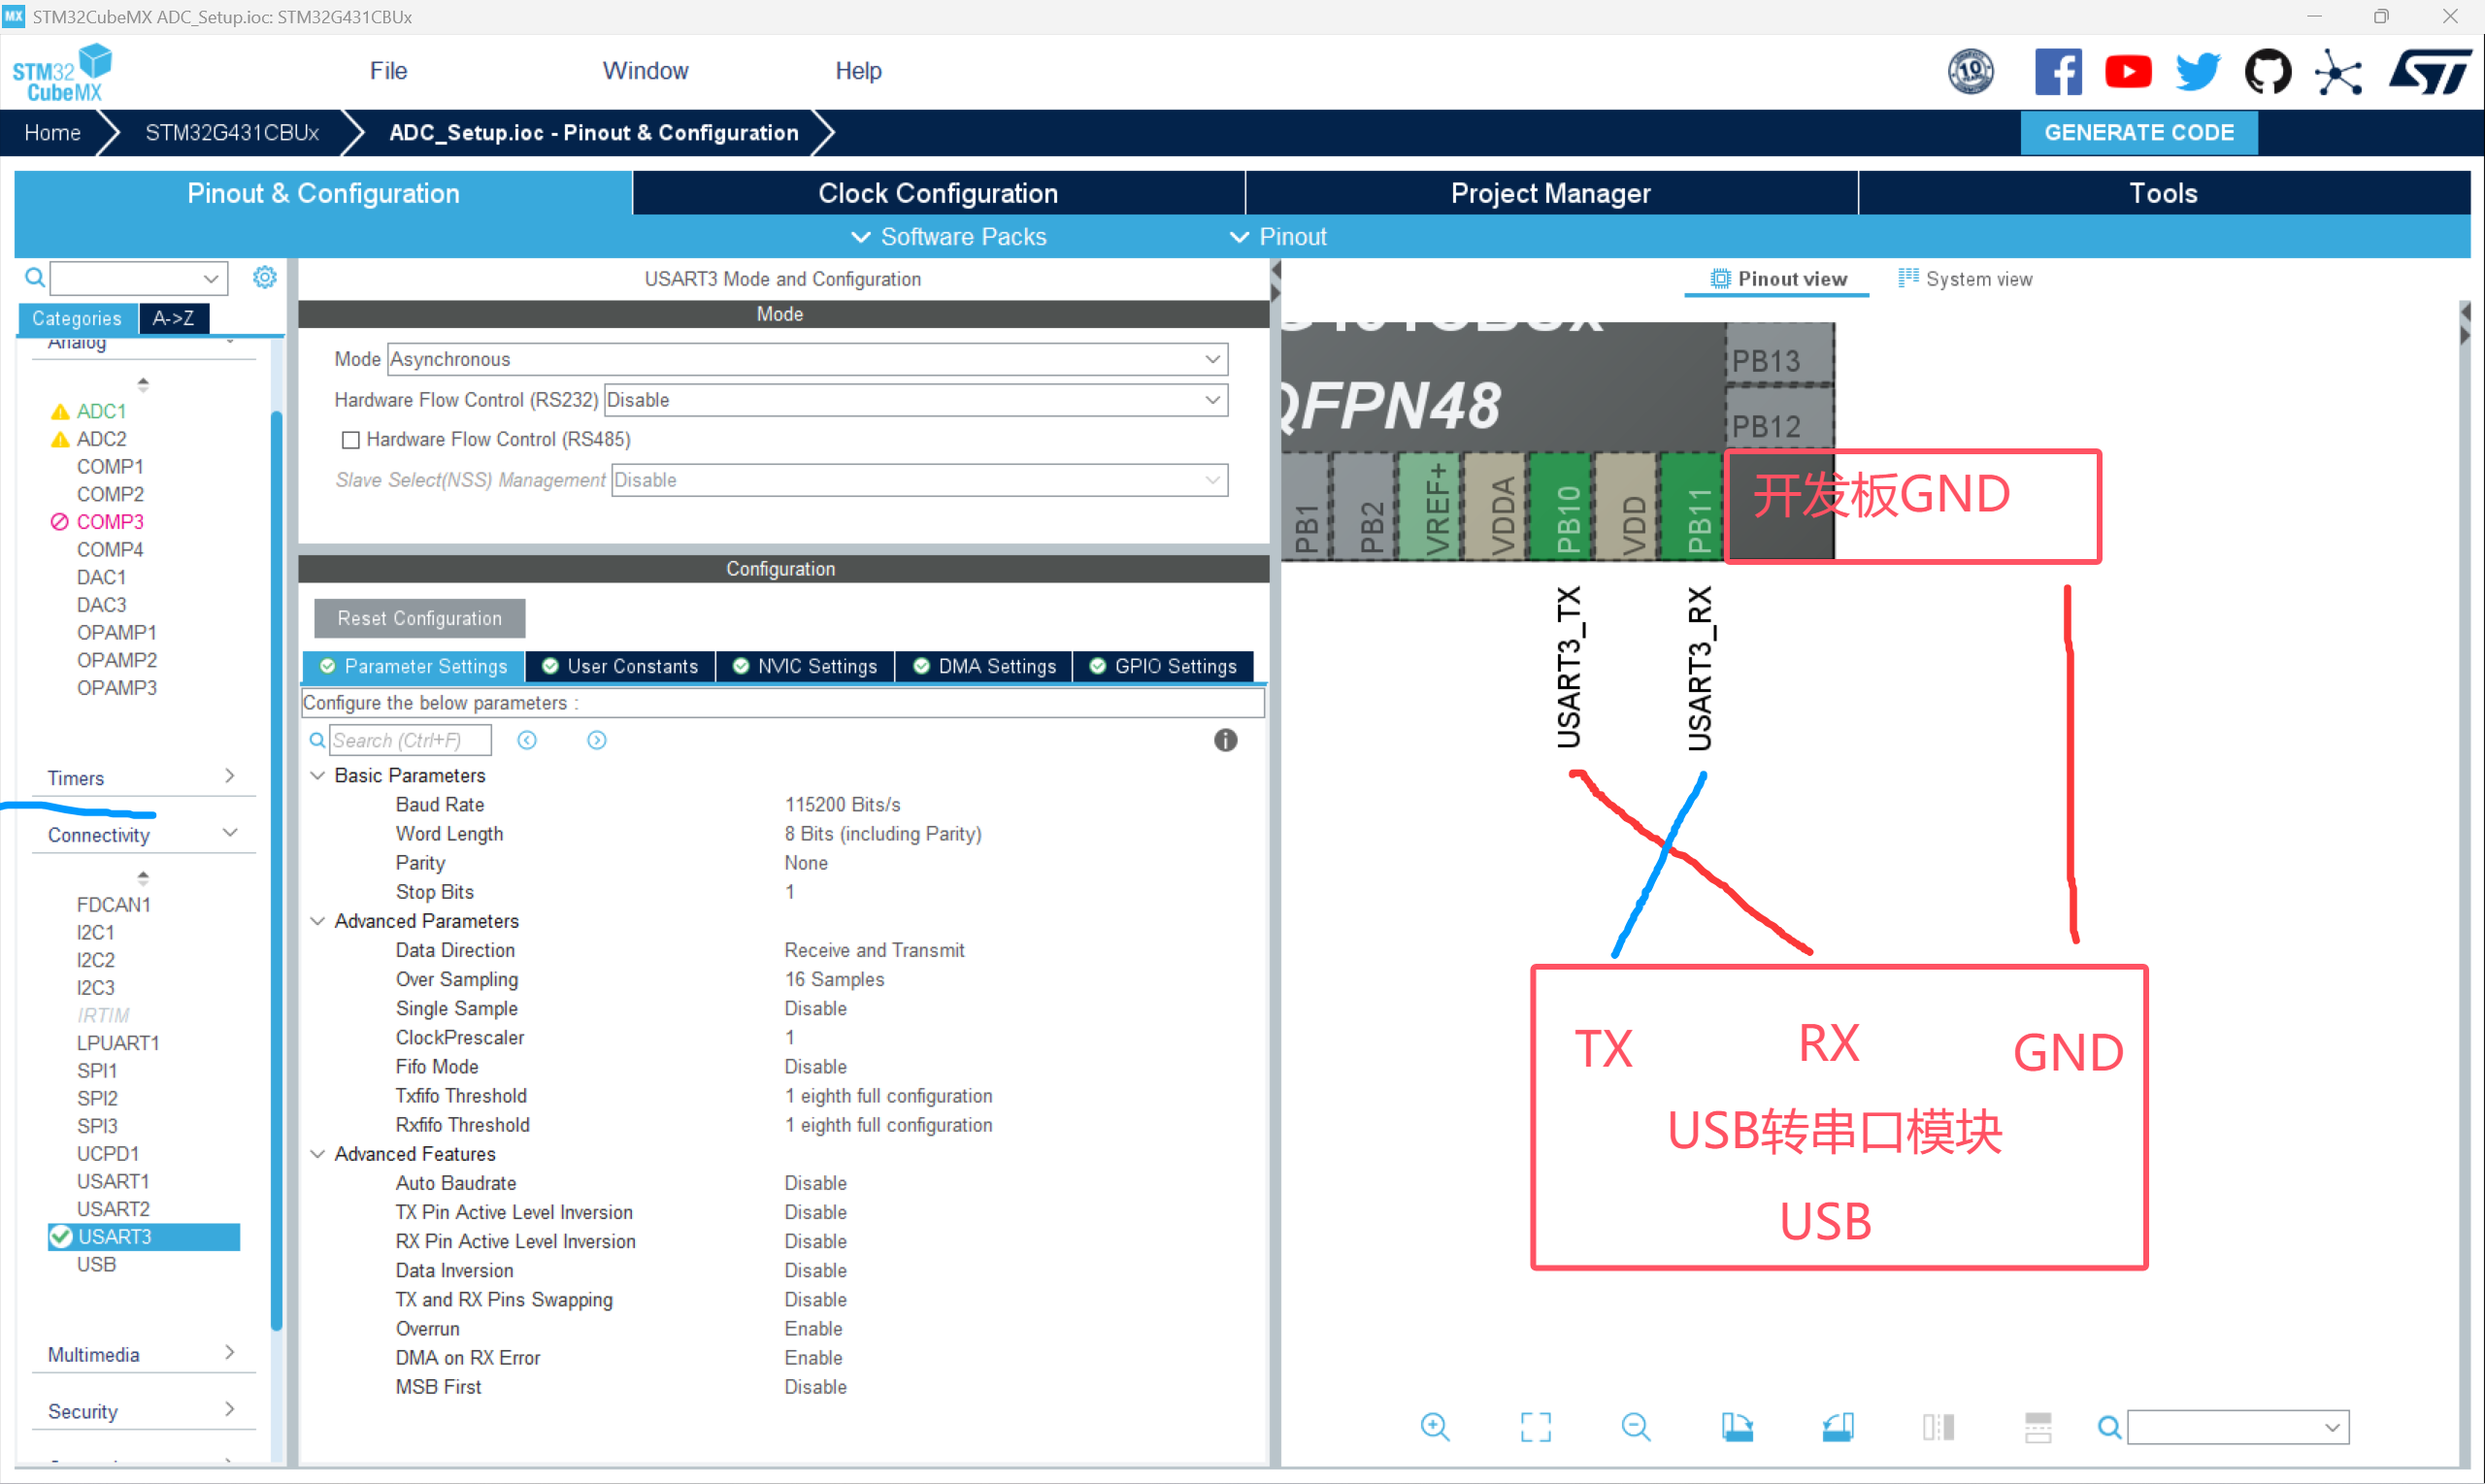 MX STM32CubeMX ADC_Setup.ioc: STM32G431CBUx
STM32
CubeMX
File
Window
Help
10
ST
Home
STM32G431CBUx
ADC_Setup.ioc - Pinout & Configuration
GENERATE CODE
Pinout & Configuration
Clock Configuration
Project Manager
Tools
Software Packs
Pinout
Categories
A->Z
Analog
ADC1
ADC2
COMP1
COMP2
COMP3
COMP4
DAC1
DAC3
OPAMP1
OPAMP2
OPAMP3
Timers
Connectivity
FDCAN1
I2C1
I2C2
I2C3
IRTIM
LPUART1
SPI1
SPI2
SPI3
UCPD1
USART1
USART2
USART3
USB
Multimedia
Security
USART3 Mode and Configuration
Mode
Mode Asynchronous
Hardware Flow Control (RS232) Disable
Hardware Flow Control (RS485)
Slave Select(NSS) Management Disable
Configuration
Reset Configuration
Parameter Settings
User Constants
NVIC Settings
DMA Settings
GPIO Settings
Configure the below parameters :
Search (Ctrl+F)
Basic Parameters
Baud Rate 115200 Bits/s
Word Length 8 Bits (including Parity)
Parity None
Stop Bits 1
Advanced Parameters
Data Direction Receive and Transmit
Over Sampling 16 Samples
Single Sample Disable
ClockPrescaler 1
Fifo Mode Disable
Txfifo Threshold 1 eighth full configuration
Rxfifo Threshold 1 eighth full configuration
Advanced Features
Auto Baudrate Disable
TX Pin Active Level Inversion Disable
RX Pin Active Level Inversion Disable
Data Inversion Disable
TX and RX Pins Swapping Disable
Overrun Enable
DMA on RX Error Enable
MSB First Disable
Pinout view
System view
PB13
QFPN48
PB12
PB1
PB2
VREF+
VDDA
PB10
VDD
PB11
开发板GND
USART3_TX
USART3_RX
TX
RX
GND
USB转串口模块
USB